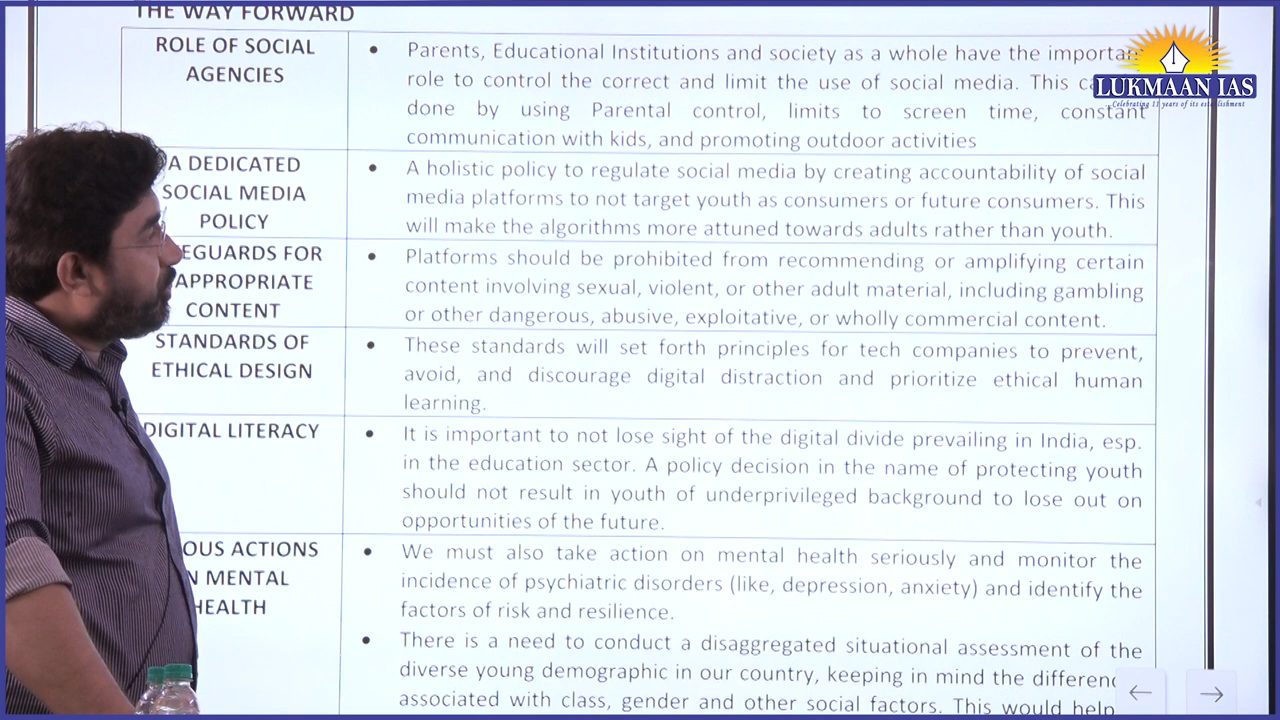 THE WAY FORWARD
ROLE OF SOCIAL
AGENCIES
• Parents, Educational Institutions and society as a whole have the
role to control the correct and limit the use of social media. This
done by using Parental control, limits to screen time, constant
communication with kids, and promoting outdoor activities
LUKMAAN IAS
Celebrating 11 years of its establishment
A DEDICATED
SOCIAL MEDIA
POLICY
• A holistic policy to regulate social media by creating accountability of social
media platforms to not target youth as consumers or future consumers. This
will make the algorithms more attuned towards adults rather than youth.
EGUARDS FOR
APPROPRIATE
CONTENT
• Platforms should be prohibited from recommending or amplifying certain
content involving sexual, violent, or other adult material, including gambling
or other dangerous, abusive, exploitative, or wholly commercial content.
STANDARDS OF
ETHICAL DESIGN
• These standards will set forth principles for tech companies to prevent,
avoid, and discourage digital distraction and prioritize ethical human
learning.
DIGITAL LITERACY
• It is important to not lose sight of the digital divide prevailing in India, esp.
in the education sector. A policy decision in the name of protecting youth
should not result in youth of underprivileged background to lose out on
opportunities of the future.
OUS ACTIONS
N MENTAL
HEALTH
• We must also take action on mental health seriously and monitor the
incidence of psychiatric disorders (like, depression, anxiety) and identify the
factors of risk and resilience.
• There is a need to conduct a disaggregated situational assessment of the
diverse young demographic in our country, keeping in mind the differenc
associated with class, gender and other social factors. This would help